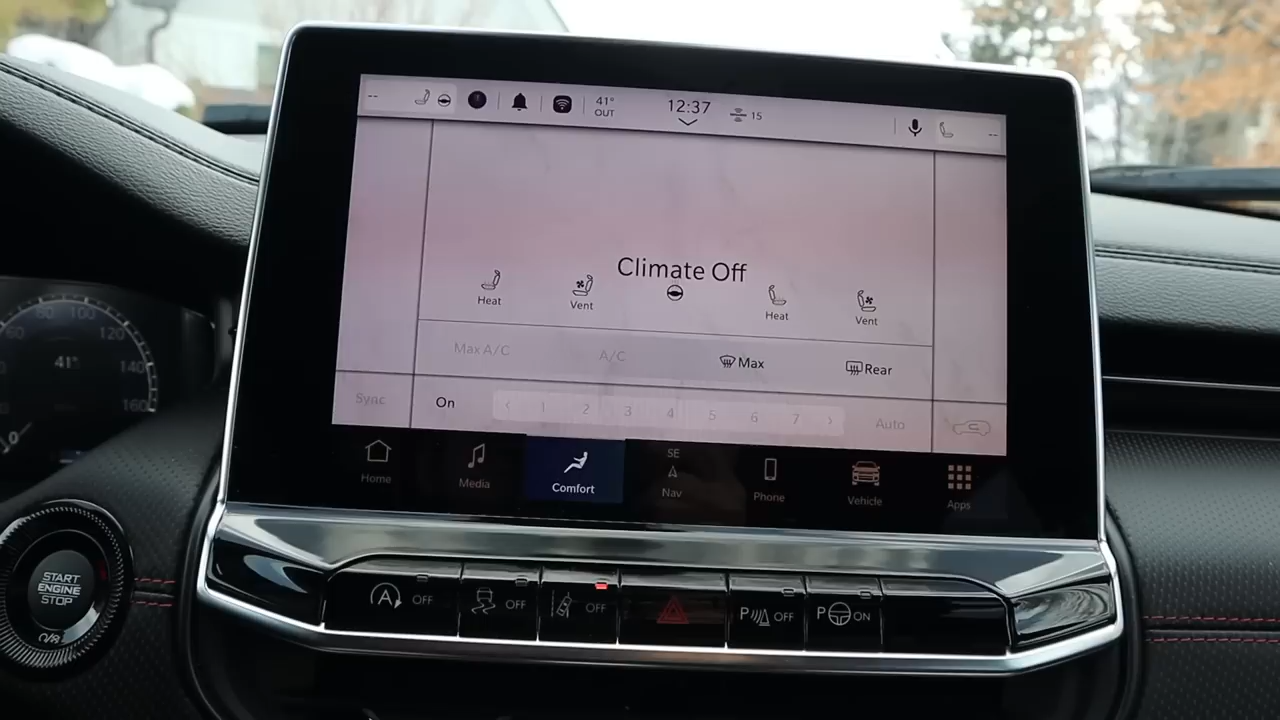 -- 41° OUT 12:37 15 --
Climate Off
Heat Vent Heat Vent
Max A/C A/C Max Rear
Sync On 1 2 3 4 5 6 7 Auto
Home Media Comfort SE Nav Phone Vehicle Apps
A OFF OFF OFF P OFF P ON
80 100
60 120
41° 140
160
0
START
ENGINE
STOP